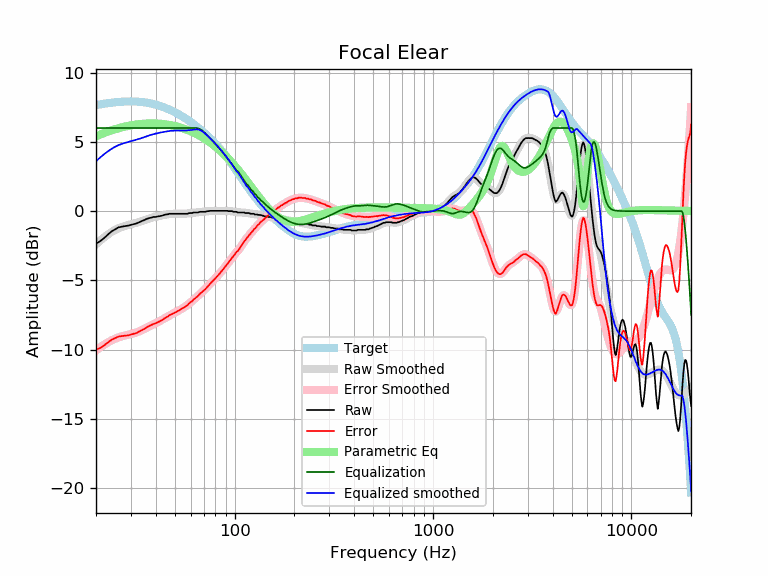 Focal Elear
10
5
0
−5
−10
−15
−20
Amplitude (dBr)
Target
Raw Smoothed
Error Smoothed
Raw
Error
Parametric Eq
Equalization
Equalized smoothed
100
1000
10000
Frequency (Hz)